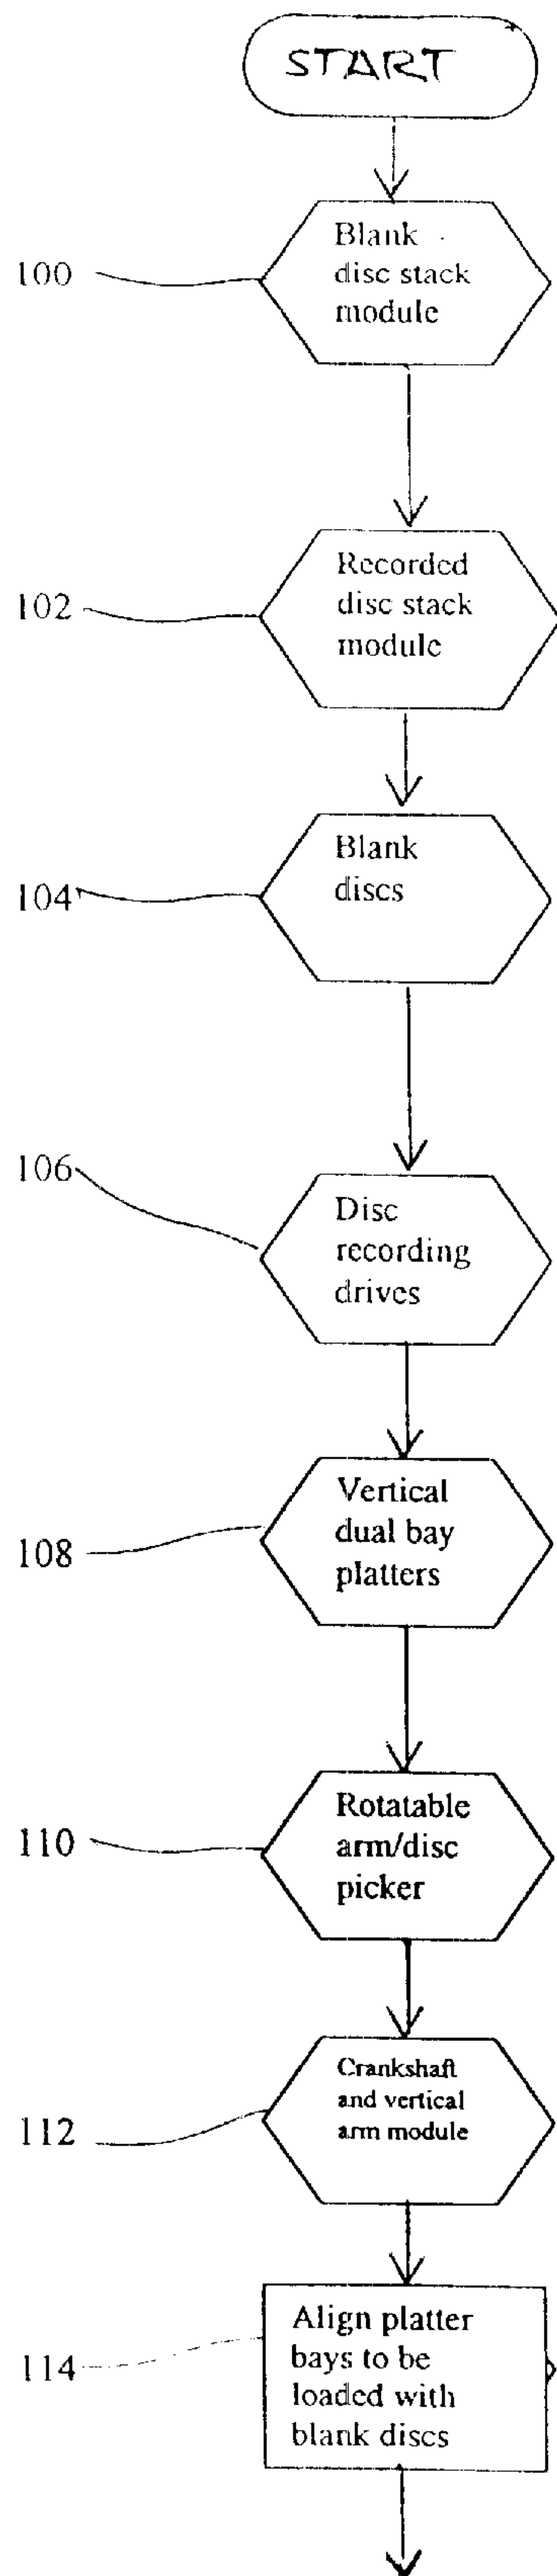 START
100
Blank
disc stack
module
102
Recorded
disc stack
module
104
Blank
discs
106
Disc
recording
drives
108
Vertical
dual bay
platters
110
Rotatable
arm/disc
picker
112
Crankshaft
and vertical
arm module
114
Align platter
bays to be
loaded with
blank discs